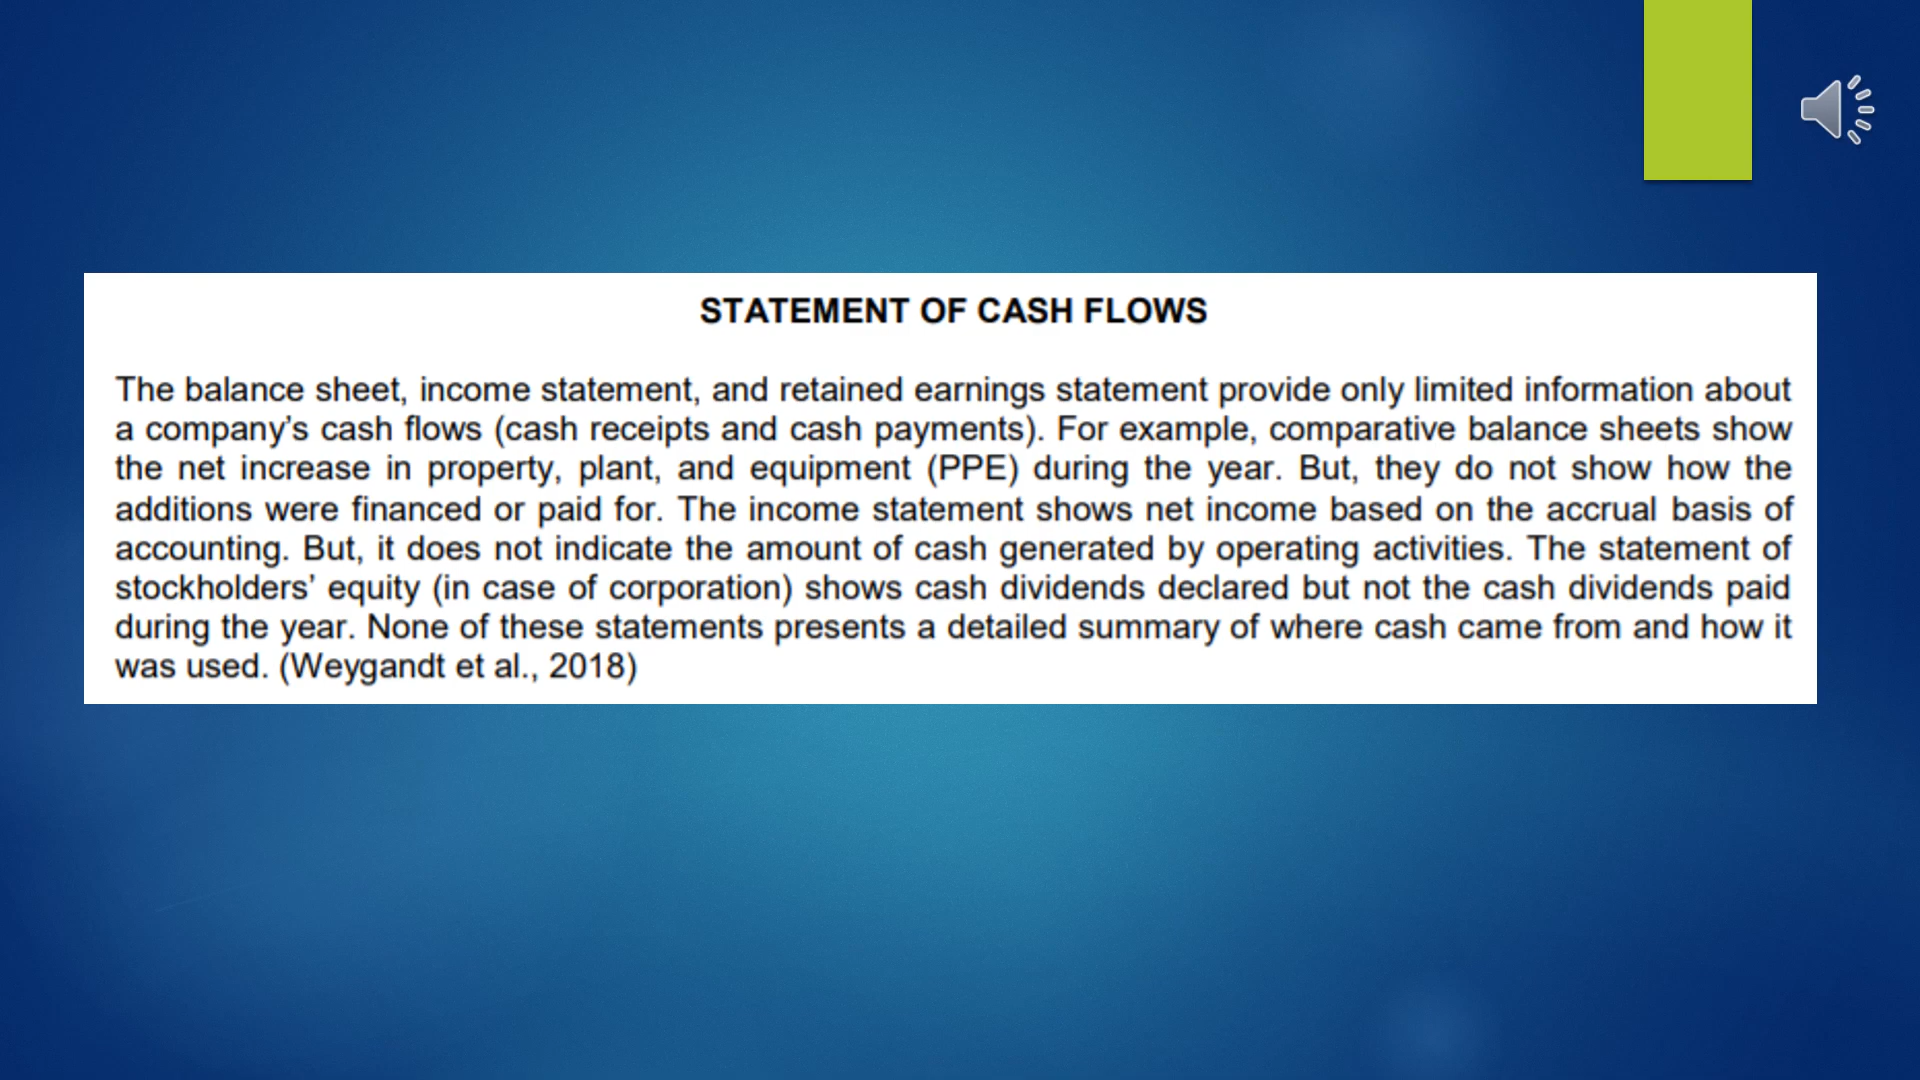 STATEMENT OF CASH FLOWS
The balance sheet, income statement, and retained earnings statement provide only limited information about
a company’s cash flows (cash receipts and cash payments). For example, comparative balance sheets show
the net increase in property, plant, and equipment (PPE) during the year. But, they do not show how the
additions were financed or paid for. The income statement shows net income based on the accrual basis of
accounting. But, it does not indicate the amount of cash generated by operating activities. The statement of
stockholders’ equity (in case of corporation) shows cash dividends declared but not the cash dividends paid
during the year. None of these statements presents a detailed summary of where cash came from and how it
was used. (Weygandt et al., 2018)